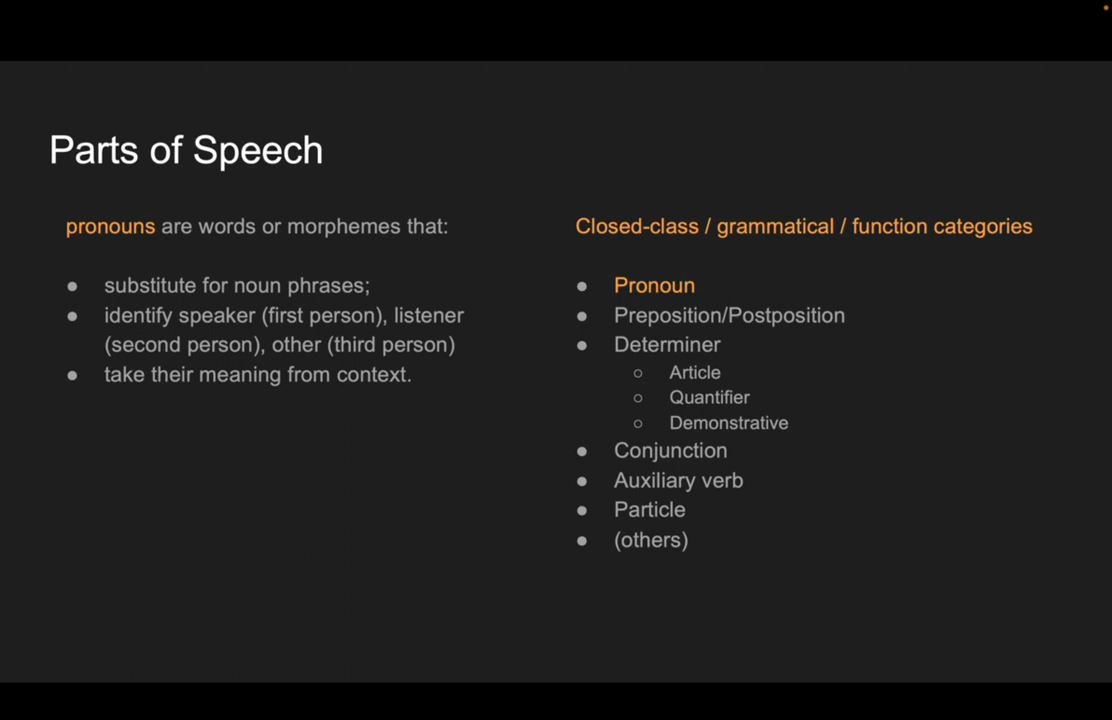 Parts of Speech
pronouns are words or morphemes that:
● substitute for noun phrases;
● identify speaker (first person), listener
(second person), other (third person)
● take their meaning from context.
Closed-class / grammatical / function categories
● Pronoun
● Preposition/Postposition
● Determiner
○ Article
○ Quantifier
○ Demonstrative
● Conjunction
● Auxiliary verb
● Particle
● (others)